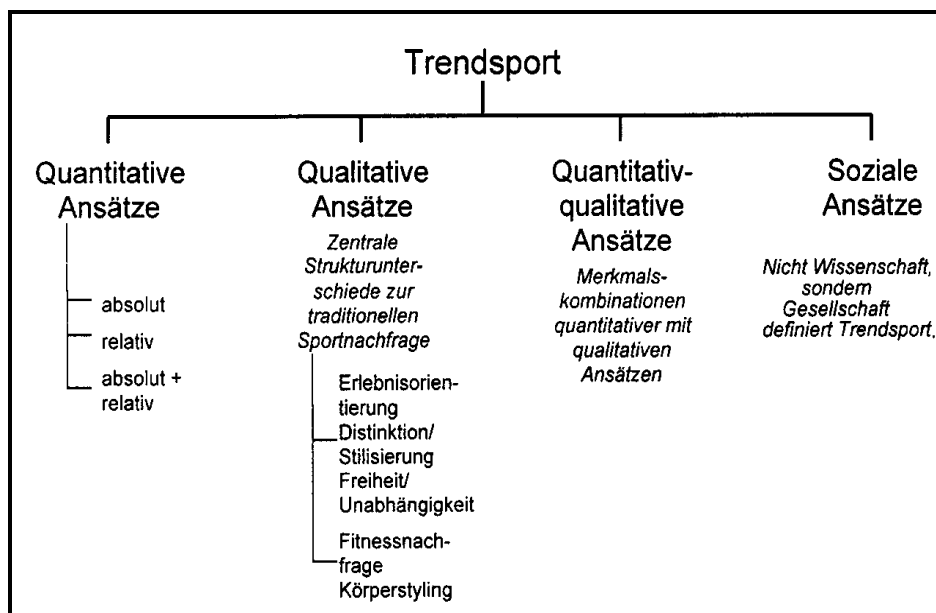 Trendsport
Quantitative
Ansätze
absolut
relativ
absolut +
relativ
Qualitative
Ansätze
Zentrale
Strukturunter-
schiede zur
traditionellen
Sportnachfrage
Erlebnisorien-
tierung
Distinktion/
Stilisierung
Freiheit/
Unabhängigkeit
Fitnessnach-
frage
Körperstyling
Quantitativ-
qualitative
Ansätze
Merkmals-
kombinationen
quantitativer mit
qualitativen
Ansätzen
Soziale
Ansätze
Nicht Wissenschaft,
sondern
Gesellschaft
definiert Trendsport.